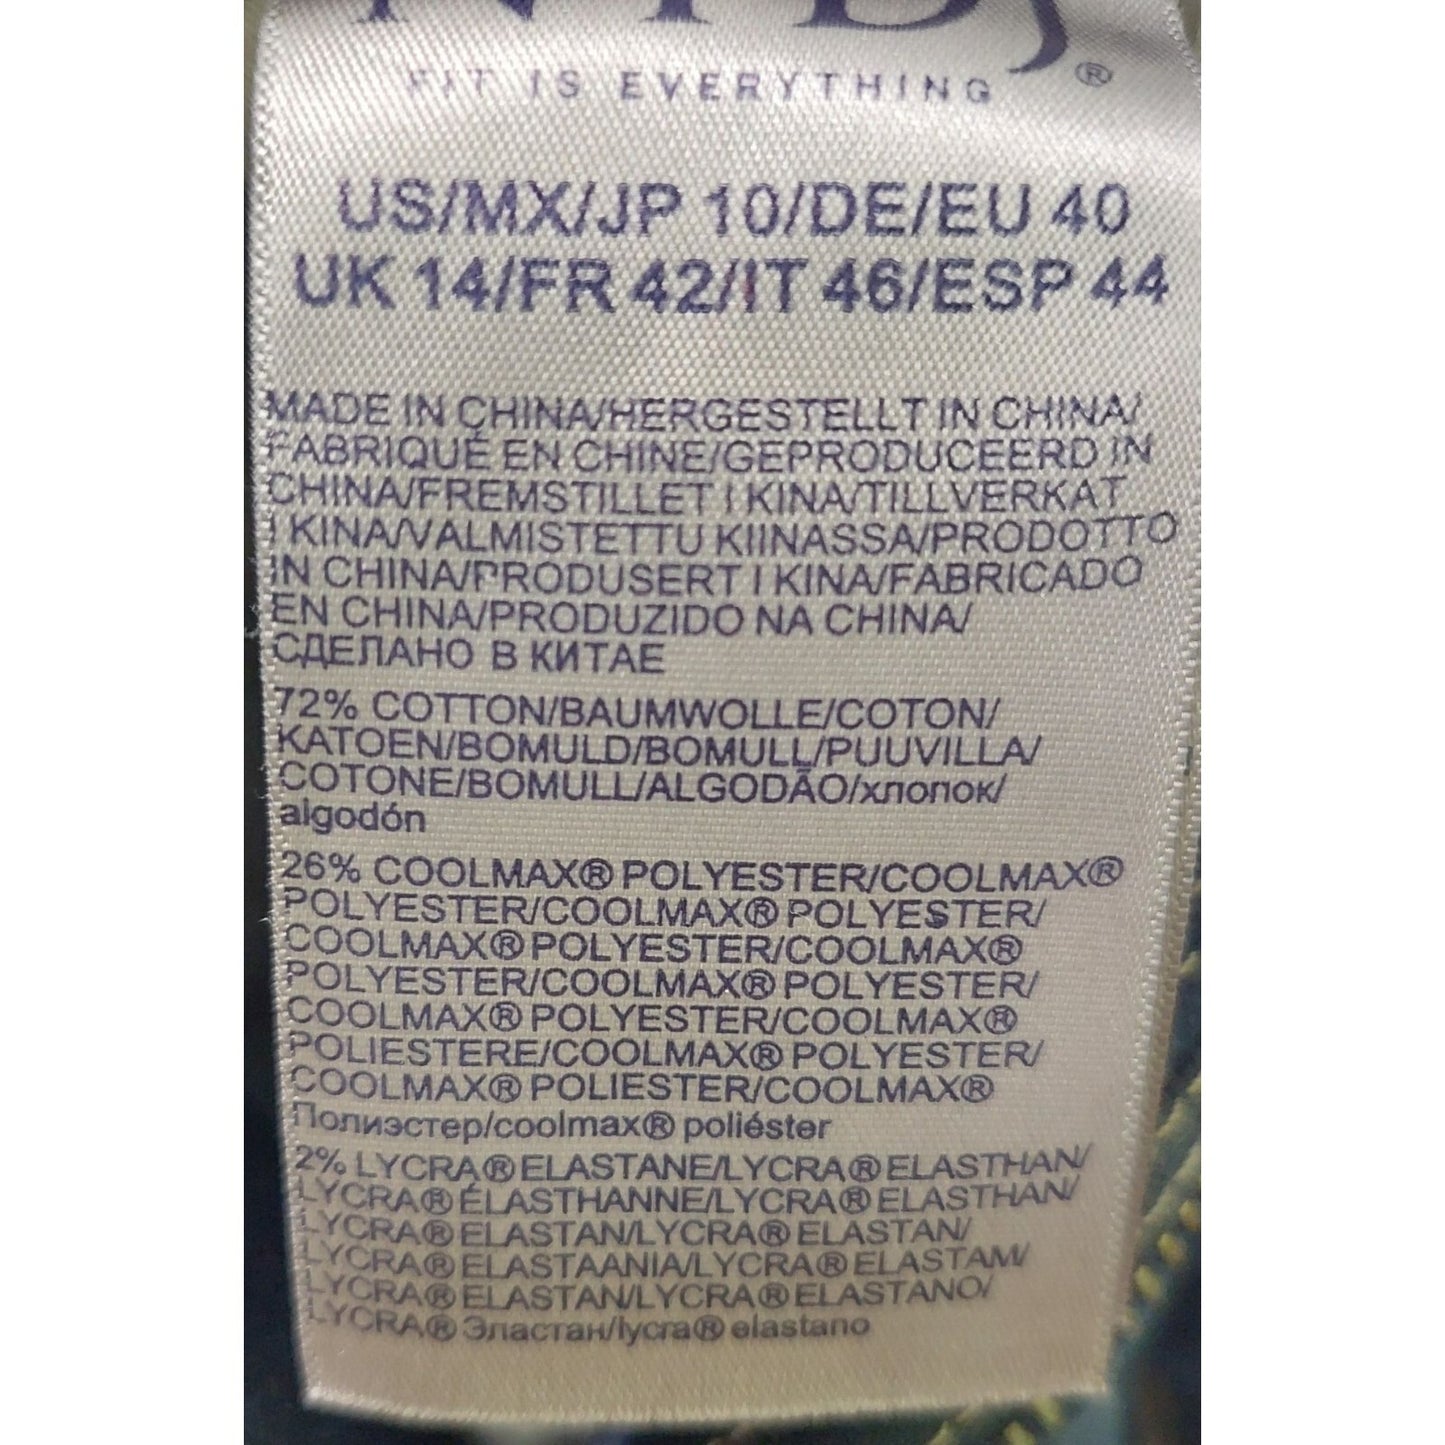 NYDJ®
FIT IS EVERYTHING
US/MX/JP 10/DE/EU 40
UK 14/FR 42/IT 46/ESP 44
MADE IN CHINA/HERGESTELLT IN CHINA/
FABRIQUÉ EN CHINE/GEPRODUCEERD IN
CHINA/FREMSTILLET I KINA/TILLVERKAT
I KINA/VALMISTETTU KIINASSA/PRODOTTO
IN CHINA/PRODUSERT I KINA/FABRICADO
EN CHINA/PRODUZIDO NA CHINA/
СДЕЛАНО В КИТАЕ
72% COTTON/BAUMWOLLE/COTON/
KATOEN/BOMULD/BOMULL/PUUVILLA/
COTONE/BOMULL/ALGODÃO/хлопок/
algodón
26% COOLMAX® POLYESTER/COOLMAX®
POLYESTER/COOLMAX® POLYESTER/
COOLMAX® POLYESTER/COOLMAX®
POLYESTER/COOLMAX® POLYESTER/
COOLMAX® POLYESTER/COOLMAX®
POLIESTERE/COOLMAX® POLYESTER/
COOLMAX® POLIESTER/COOLMAX®
Полиэстер/coolmax® poliéster
2% LYCRA® ELASTANE/LYCRA® ELASTHAN/
LYCRA® ÉLASTHANNE/LYCRA® ELASTHAN/
LYCRA® ELASTAN/LYCRA® ELASTAN/
LYCRA® ELASTAANIA/LYCRA® ELASTAM/
LYCRA® ELASTAN/LYCRA® ELASTANO/
LYCRA® Эластан/lycra® elastano